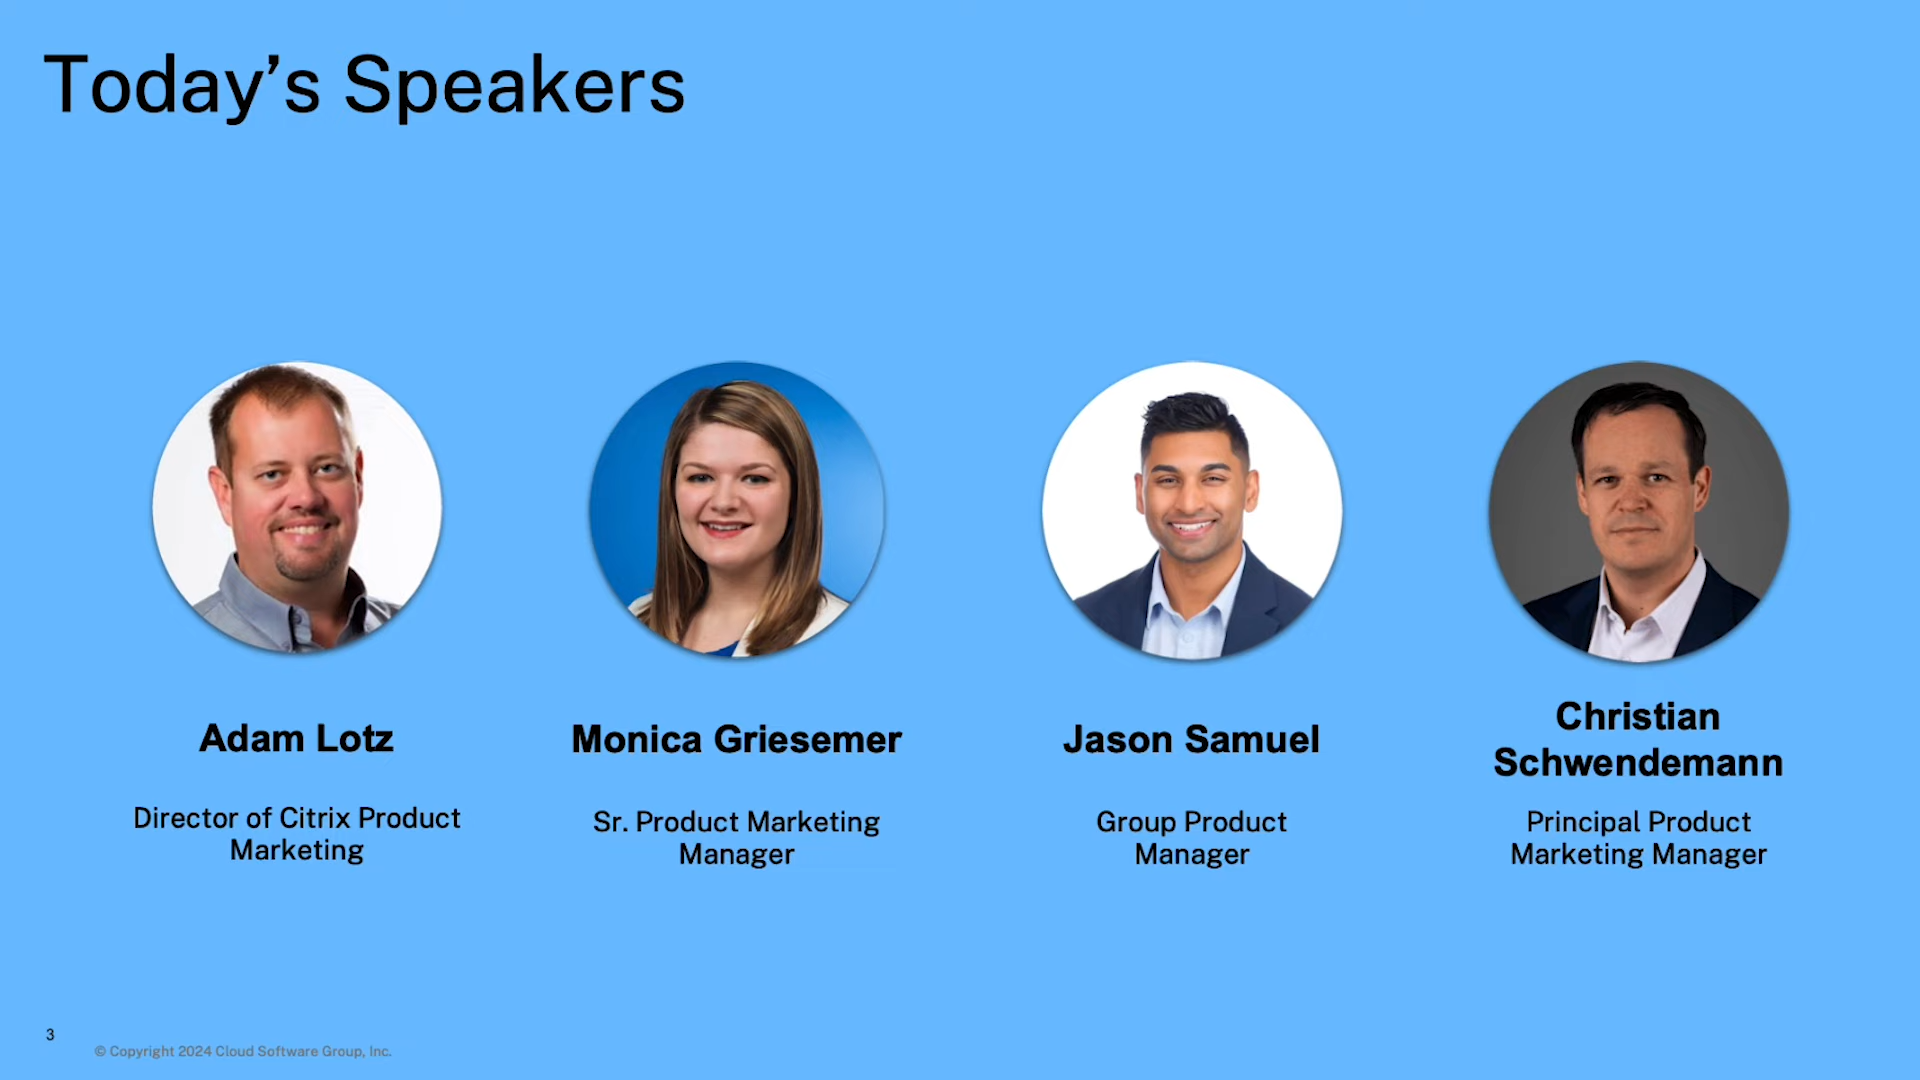 Today’s Speakers
Adam Lotz
Director of Citrix Product
Marketing
Monica Griesemer
Sr. Product Marketing
Manager
Jason Samuel
Group Product
Manager
Christian
Schwendemann
Principal Product
Marketing Manager
3
© Copyright 2024 Cloud Software Group, Inc.